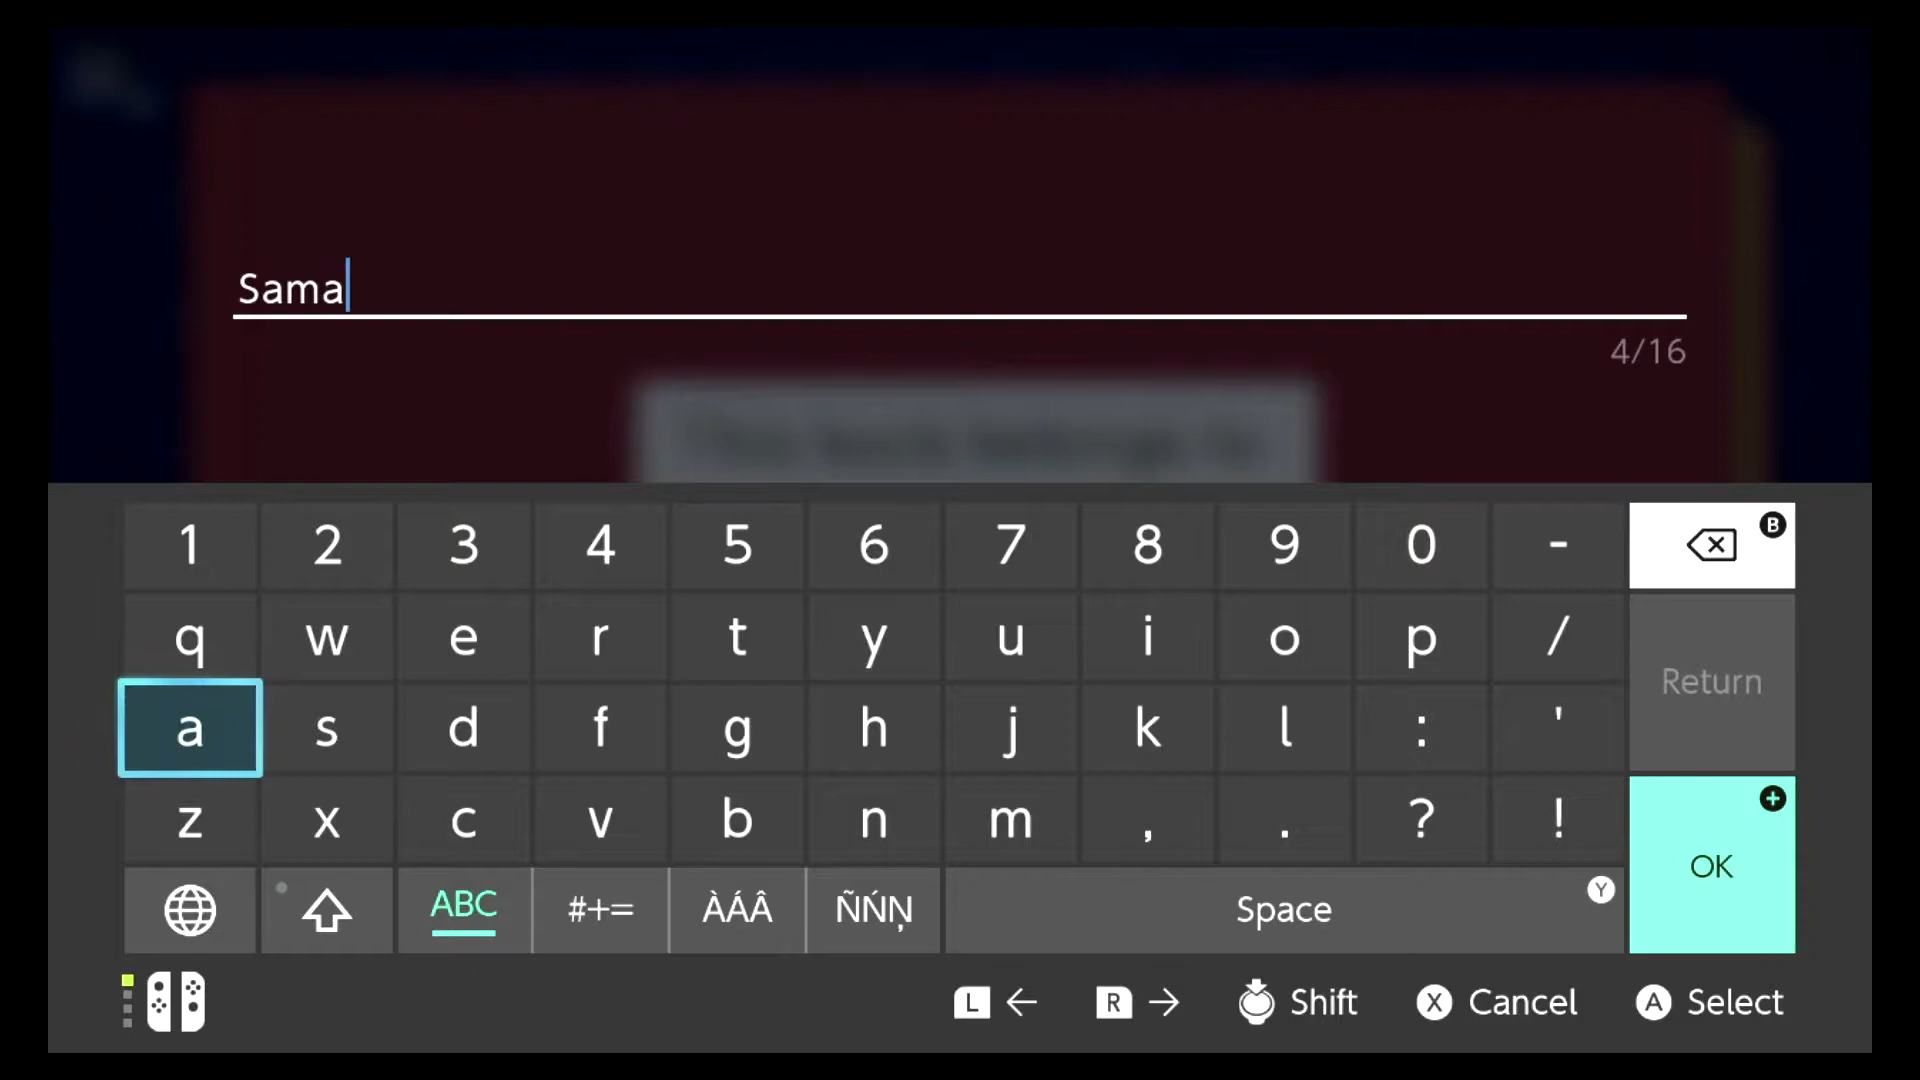 Sama
4/16
1 2 3 4 5 6 7 8 9 0 - B
q w e r t y u i o p / Return
a s d f g h j k l : '
z x c v b n m , . ? ! +
ABC #+= ÀÁÂ ÑŃŅ Space Y OK
L ← R → Shift X Cancel A Select